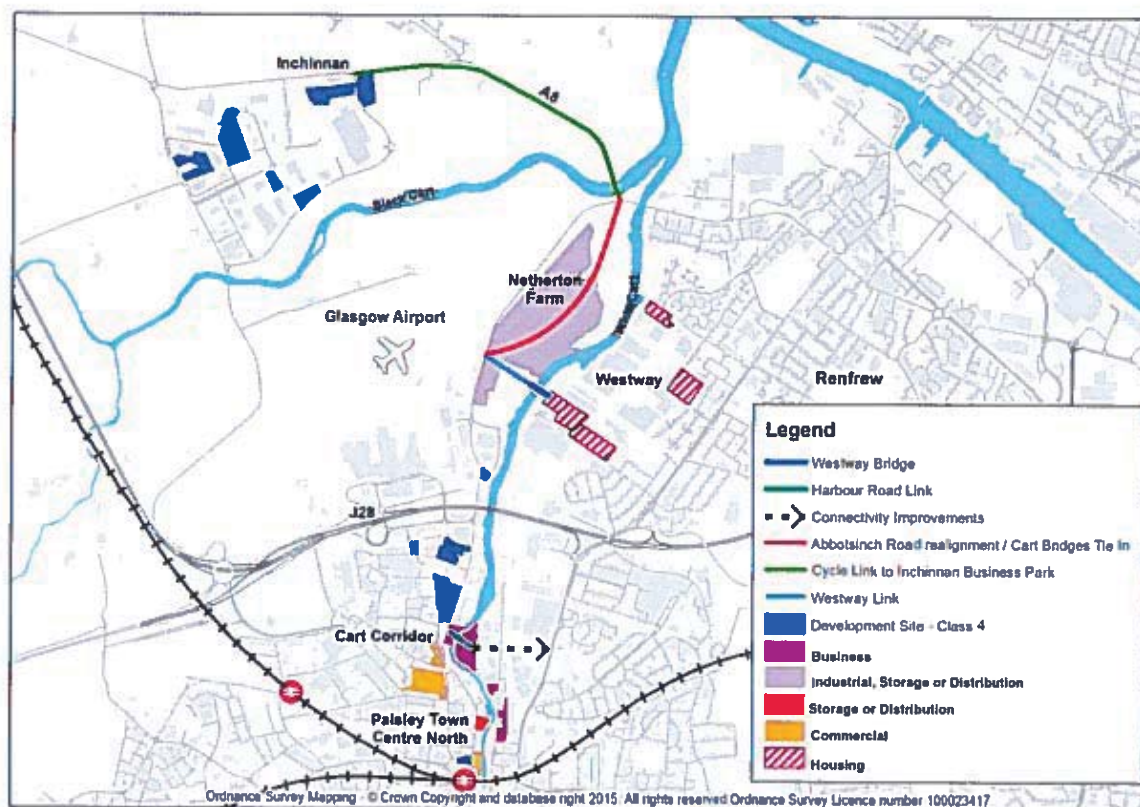 Inchinnan
A8
Black Cart
Netherton
Farm
White Cart
Glasgow Airport
Westway
Renfrew
J28
Cart Corridor
Paisley Town
Centre North
Legend
Westway Bridge
Harbour Road Link
Connectivity Improvements
Abbotsinch Road realignment / Cart Bridges Tie In
Cycle Link to Inchinnan Business Park
Westway Link
Development Site - Class 4
Business
Industrial, Storage or Distribution
Storage or Distribution
Commercial
Housing
Ordnance Survey Mapping - © Crown Copyright and database right 2015. All rights reserved Ordnance Survey Licence number 100023417